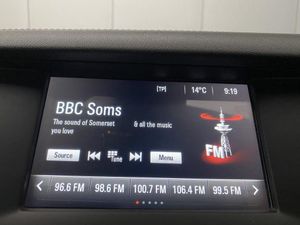 [TP] 14°C 9:19
BBC Soms
The sound of Somerset & all the music
you love
FM
Source Tune Menu
96.6 FM 98.6 FM 100.7 FM 106.4 FM 99.5 FM